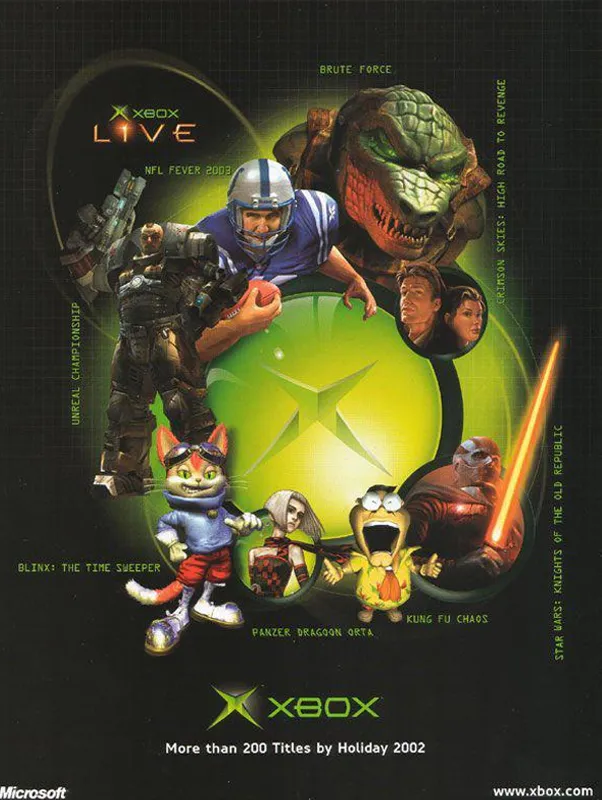 BRUTE FORCE
CRIMSON SKIES: HIGH ROAD TO REVENGE
XBOX
LIVE
NFL FEVER 2003
UNREAL CHAMPIONSHIP
STAR WARS: KNIGHTS OF THE OLD REPUBLIC
BLINX: THE TIME SWEEPER
PANZER DRAGOON ORTA
KUNG FU CHAOS
XBOX
More than 200 Titles by Holiday 2002
Microsoft
www.xbox.com